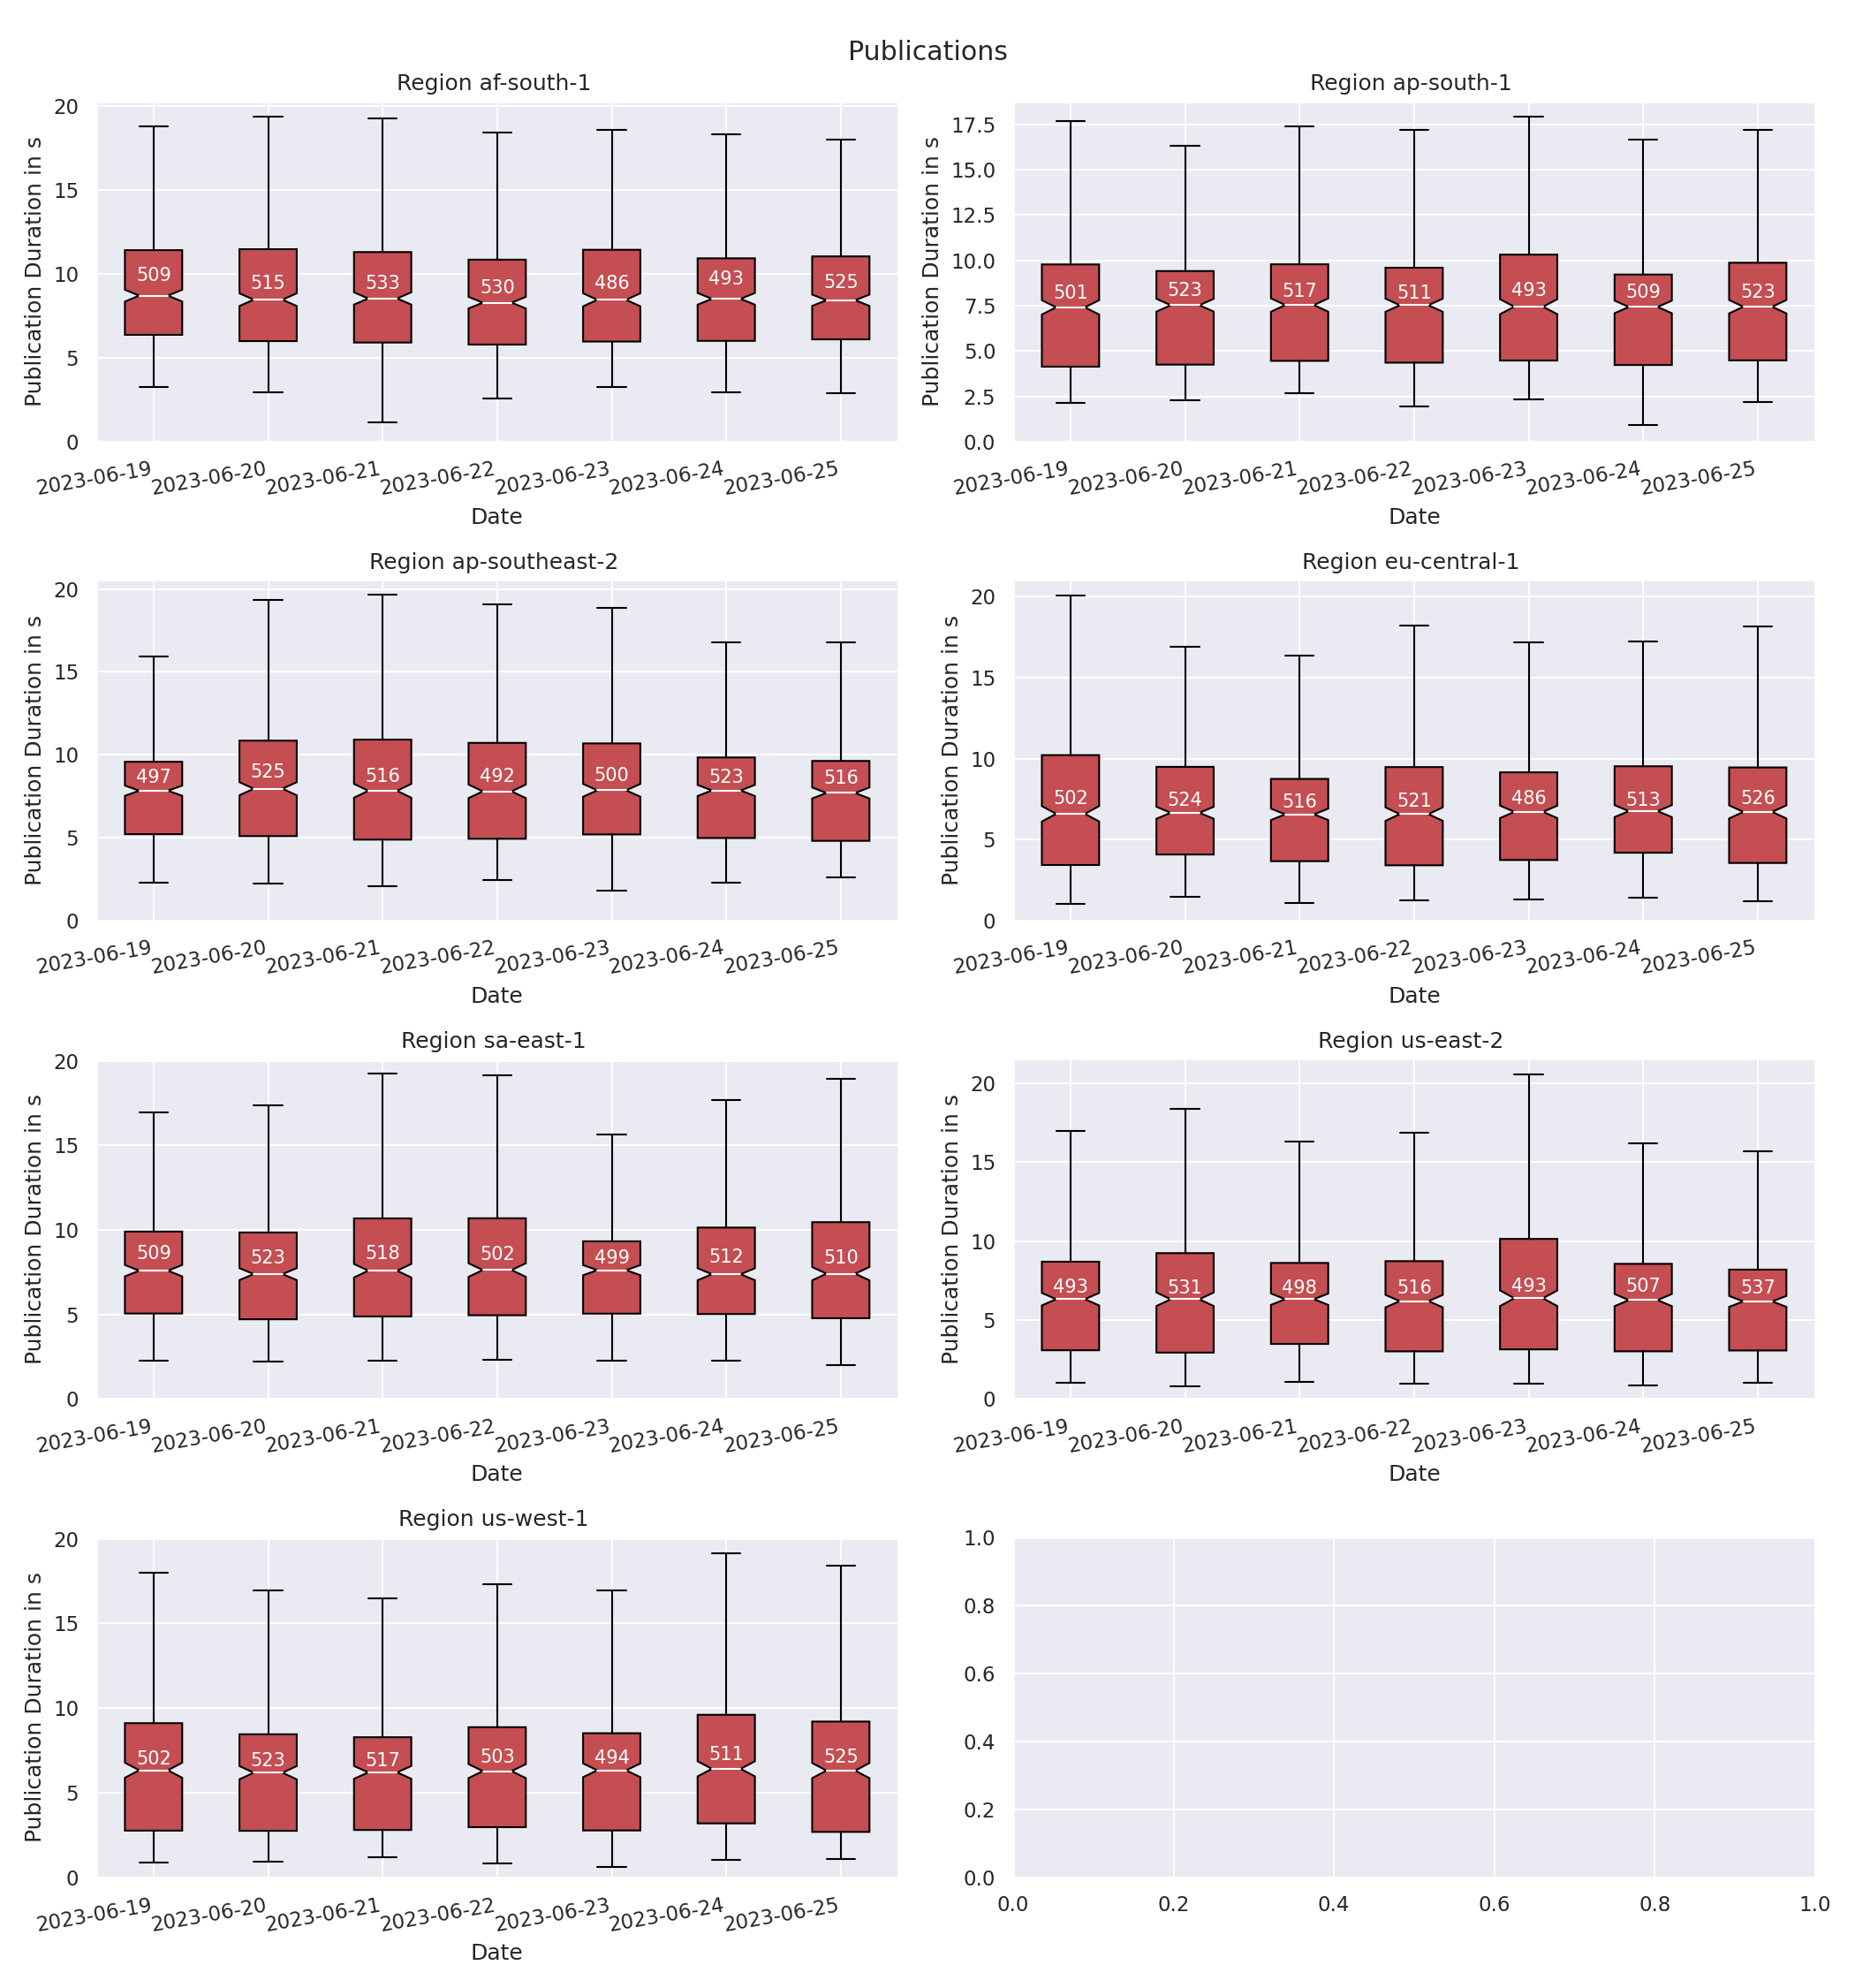 Publications
Region af-south-1
Publication Duration in s
20
15
10
5
0
509 515 533 530 486 493 525
2023-06-19 2023-06-20 2023-06-21 2023-06-22 2023-06-23 2023-06-24 2023-06-25
Date
Region ap-south-1
Publication Duration in s
17.5
15.0
12.5
10.0
7.5
5.0
2.5
0.0
501 523 517 511 493 509 523
2023-06-19 2023-06-20 2023-06-21 2023-06-22 2023-06-23 2023-06-24 2023-06-25
Date
Region ap-southeast-2
Publication Duration in s
20
15
10
5
0
497 525 516 492 500 523 516
2023-06-19 2023-06-20 2023-06-21 2023-06-22 2023-06-23 2023-06-24 2023-06-25
Date
Region eu-central-1
Publication Duration in s
20
15
10
5
0
502 524 516 521 486 513 526
2023-06-19 2023-06-20 2023-06-21 2023-06-22 2023-06-23 2023-06-24 2023-06-25
Date
Region sa-east-1
Publication Duration in s
20
15
10
5
0
509 523 518 502 499 512 510
2023-06-19 2023-06-20 2023-06-21 2023-06-22 2023-06-23 2023-06-24 2023-06-25
Date
Region us-east-2
Publication Duration in s
20
15
10
5
0
493 531 498 516 493 507 537
2023-06-19 2023-06-20 2023-06-21 2023-06-22 2023-06-23 2023-06-24 2023-06-25
Date
Region us-west-1
Publication Duration in s
20
15
10
5
0
502 523 517 503 494 511 525
2023-06-19 2023-06-20 2023-06-21 2023-06-22 2023-06-23 2023-06-24 2023-06-25
Date
1.0
0.8
0.6
0.4
0.2
0.0
0.0 0.2 0.4 0.6 0.8 1.0